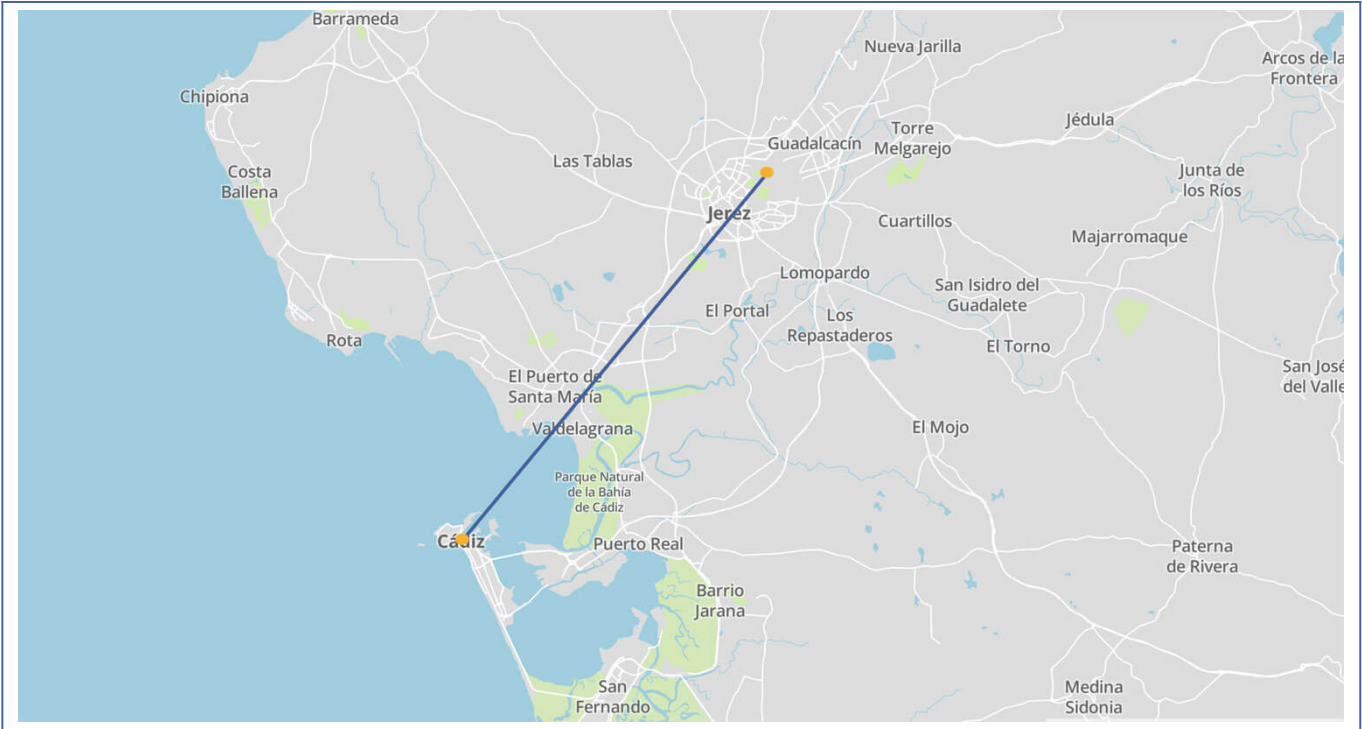 Barrameda
Nueva Jarilla
Arcos de la
Frontera
Chipiona
Jédula
Torre
Melgarejo
Guadalcacín
Las Tablas
Costa
Ballena
Junta de
los Ríos
Jerez
Cuartillos
Majarromaque
Lomopardo
San Isidro del
Guadalete
El Portal
Los
Repastaderos
Rota
El Torno
San José
del Valle
El Puerto de
Santa María
Valdelagrana
El Mojo
Parque Natural
de la Bahía
de Cádiz
Cádiz
Puerto Real
Paterna
de Rivera
Barrio
Jarana
San
Fernando
Medina
Sidonia